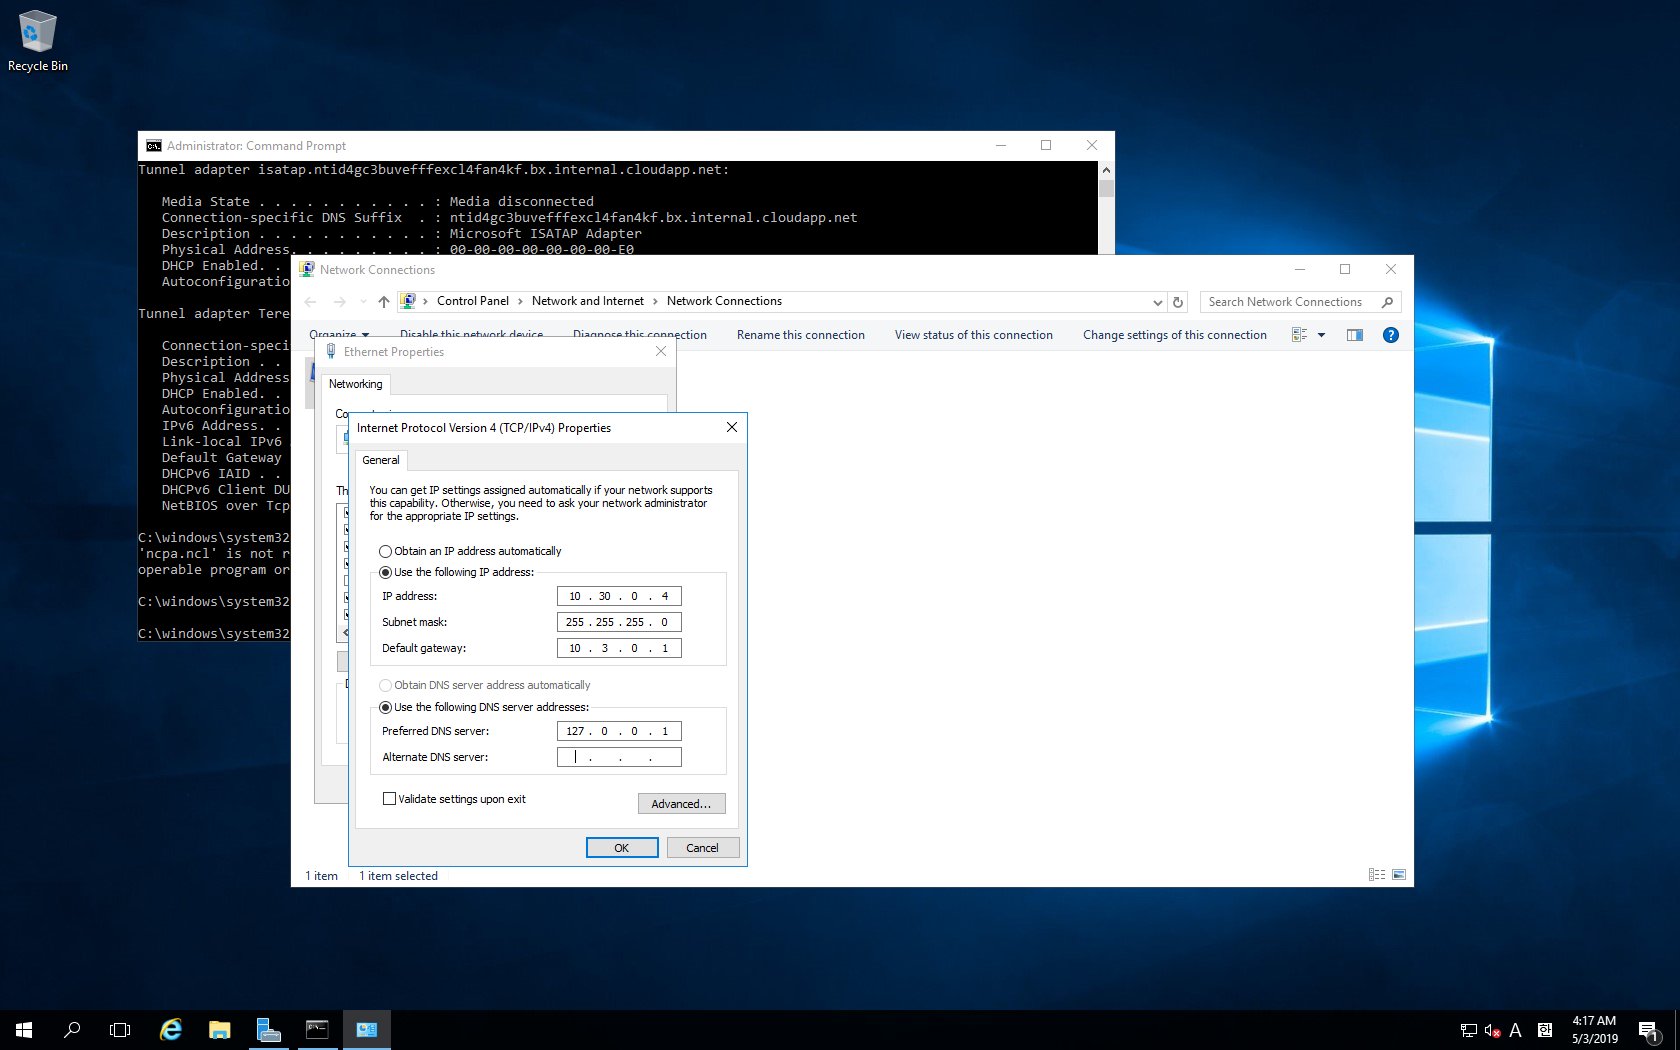 Recycle Bin
Administrator: Command Prompt
Tunnel adapter isatap.ntid4gc3buvefffexcl4fan4kf.bx.internal.cloudapp.net:
Media State . . . . . . . . . . . : Media disconnected
Connection-specific DNS Suffix  . : ntid4gc3buvefffexcl4fan4kf.bx.internal.cloudapp.net
Description . . . . . . . . . . . : Microsoft ISATAP Adapter
Physical Address. . . . . . . . . : 00-00-00-00-00-00-00-E0
DHCP Enabled. .
Autoconfiguratio
Tunnel adapter Tere
Connection-speci
Description . .
Physical Address
DHCP Enabled. .
Autoconfiguratio
IPv6 Address. .
Link-local IPv6
Default Gateway
DHCPv6 IAID . .
DHCPv6 Client DU
NetBIOS over Tcp
C:\windows\system32
'ncpa.ncl' is not r
operable program or
C:\windows\system32
C:\windows\system32
Network Connections
Control Panel > Network and Internet > Network Connections
Search Network Connections
Organize Disable this network device Diagnose this connection Rename this connection View status of this connection Change settings of this connection
Ethernet Properties
Networking
Internet Protocol Version 4 (TCP/IPv4) Properties
General
You can get IP settings assigned automatically if your network supports
this capability. Otherwise, you need to ask your network administrator
for the appropriate IP settings.
Obtain an IP address automatically
Use the following IP address:
IP address: 10 . 30 . 0 . 4
Subnet mask: 255 . 255 . 255 . 0
Default gateway: 10 . 3 . 0 . 1
Obtain DNS server address automatically
Use the following DNS server addresses:
Preferred DNS server: 127 . 0 . 0 . 1
Alternate DNS server: . . .
Validate settings upon exit
Advanced...
OK Cancel
1 item 1 item selected
A
4:17 AM
5/3/2019
1